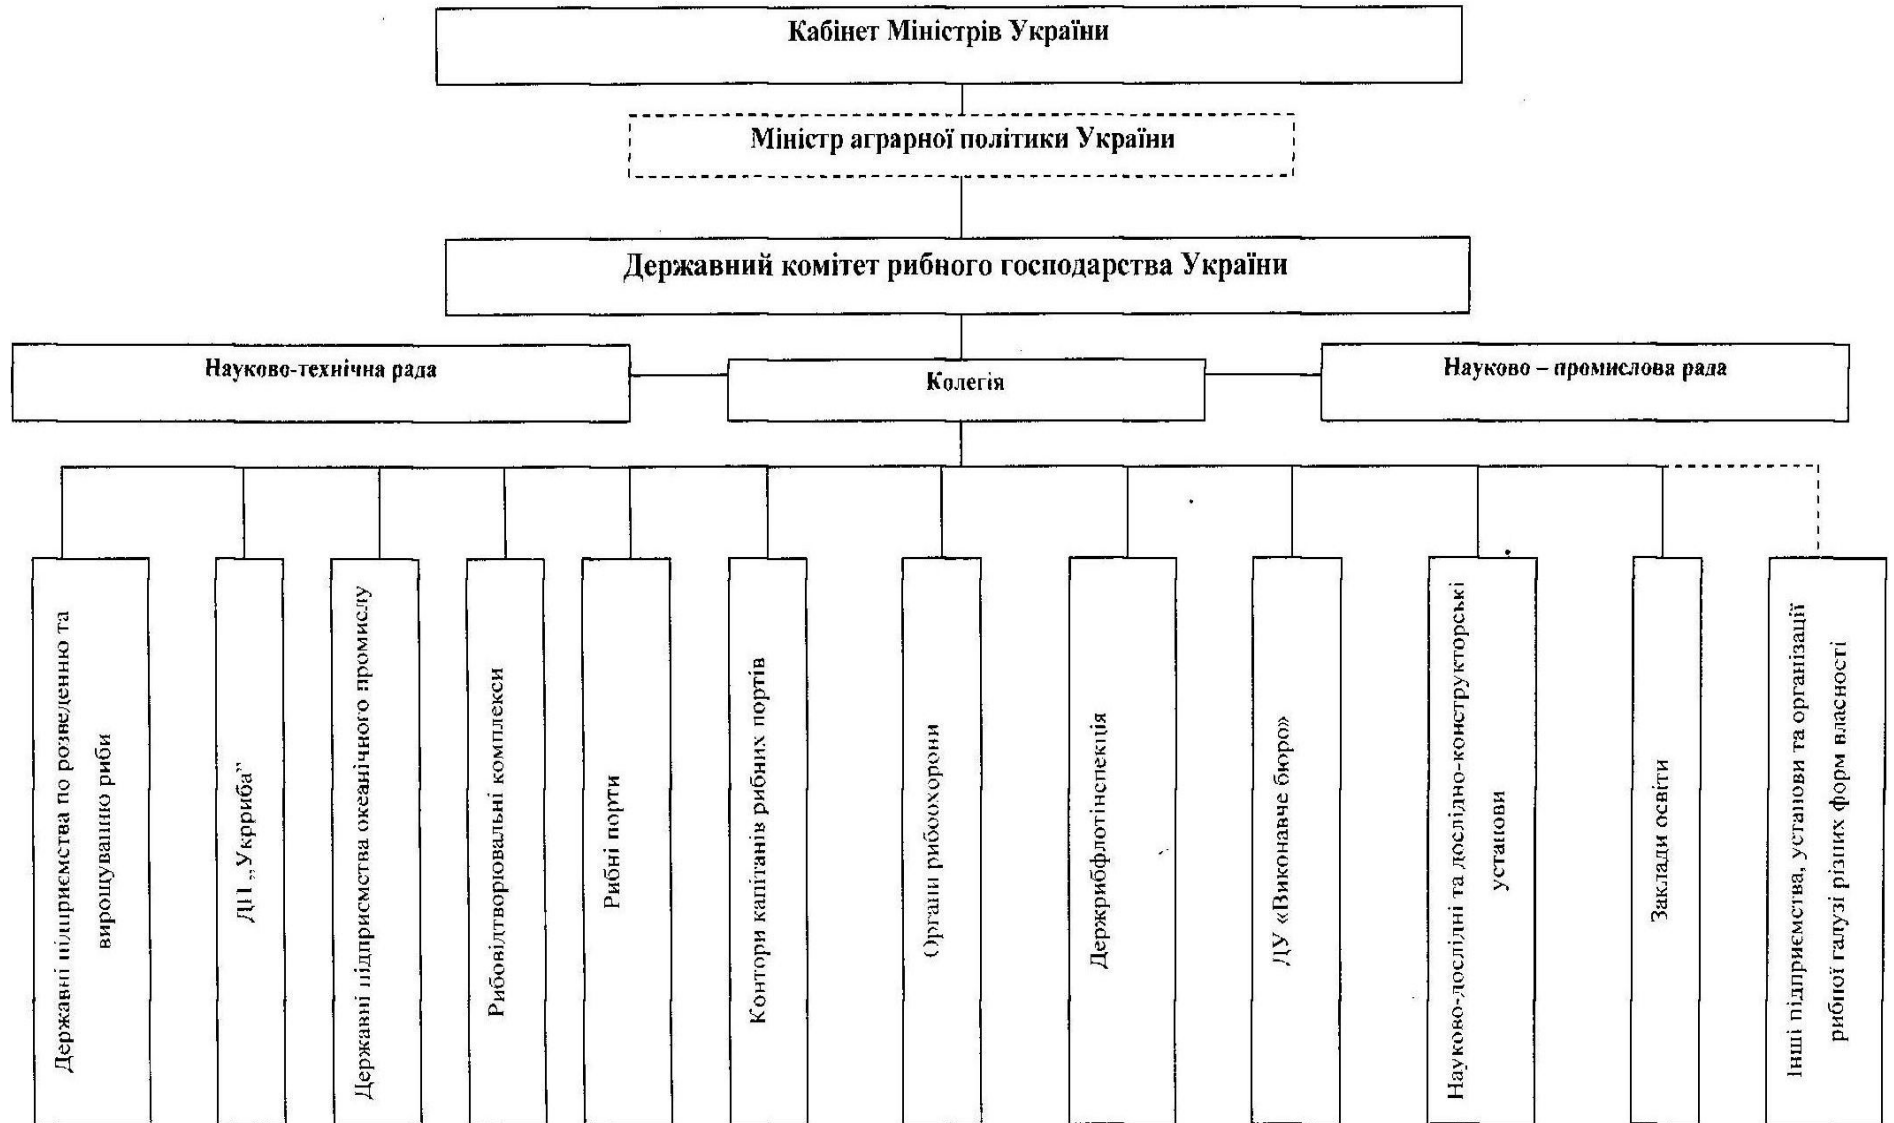 Кабінет Міністрів України
Міністр аграрної політики України
Державний комітет рибного господарства України
Науково-технічна рада
Колегія
Науково – промислова рада
Державні підприємства по розведенню та
вирощуванню риби
ДП „Укрриба”
Державні підприємства океанічного промислу
Рибовідтворювальні комплекси
Рибні порти
Контори капітанів рибних портів
Органи рибоохорони
Держрибфлотінспекція
ДУ «Виконавче бюро»
Науково-дослідні та дослідно-конструкторські
установи
Заклади освіти
Інші підприємства, установи та організації
рибної галузі різних форм власності